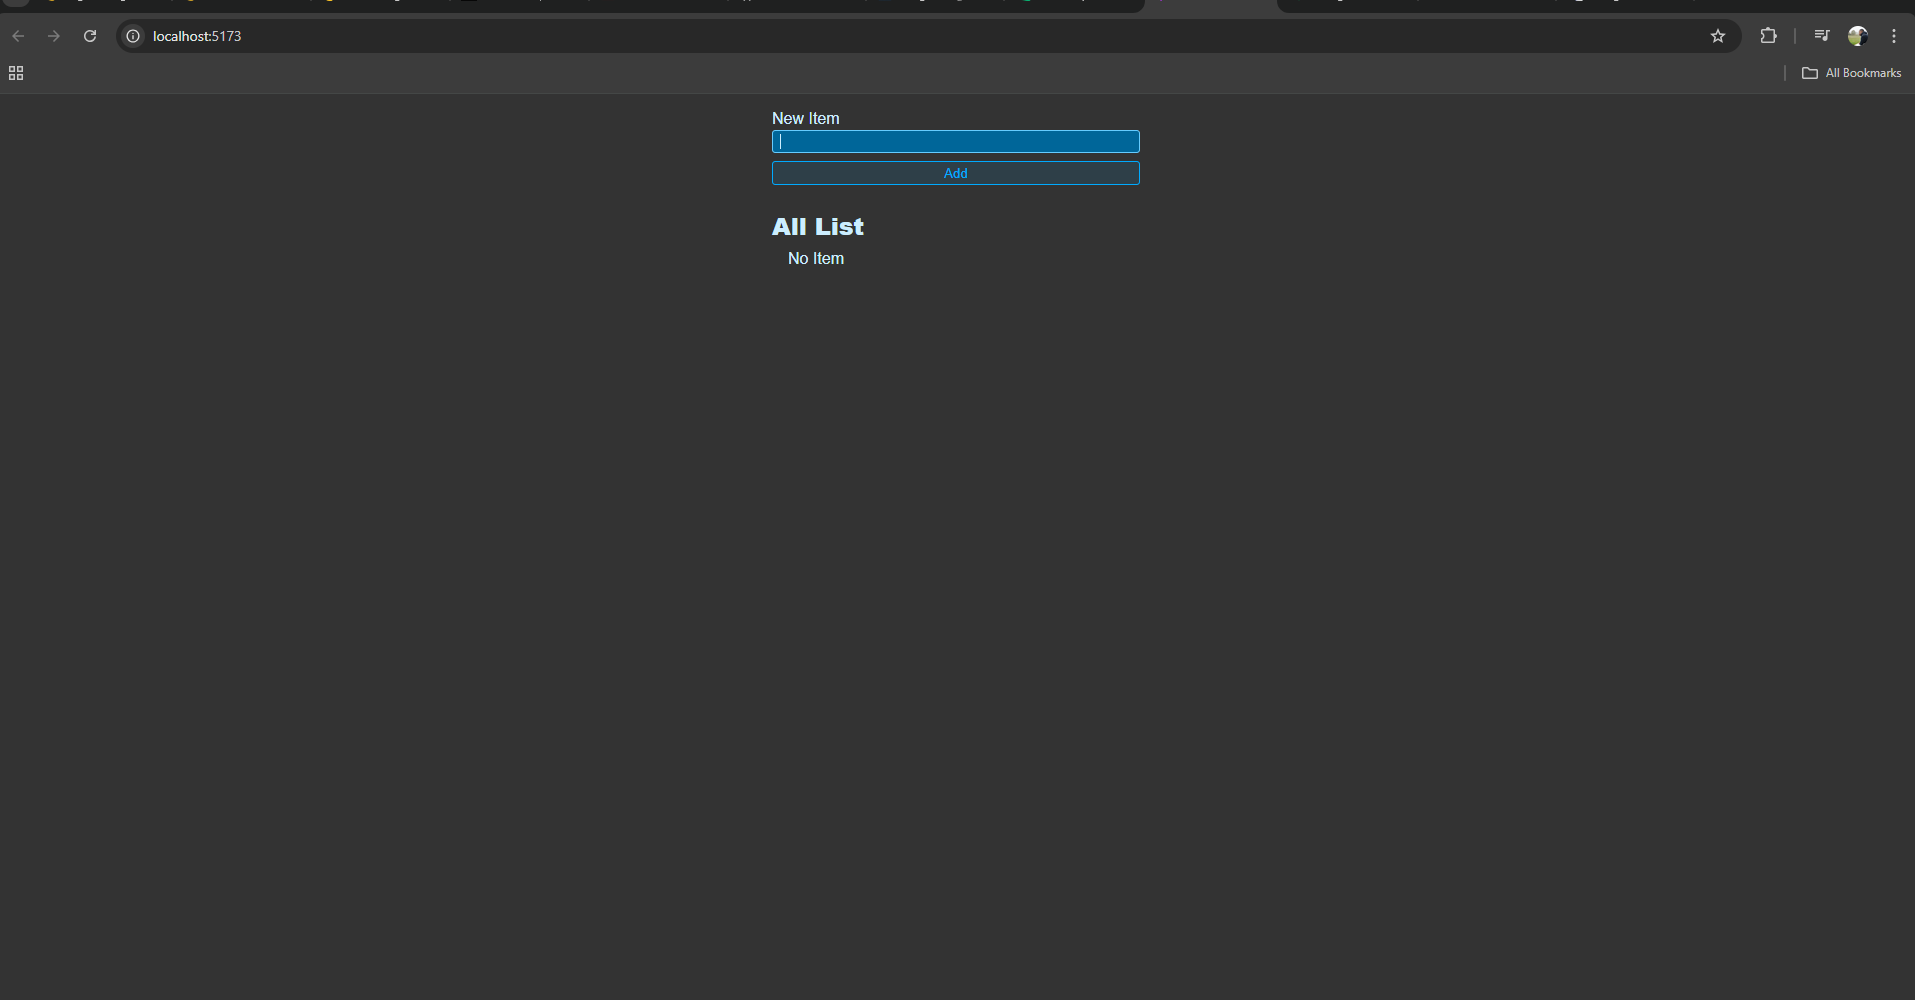 localhost:5173
All Bookmarks
New Item
Add
All List
No Item